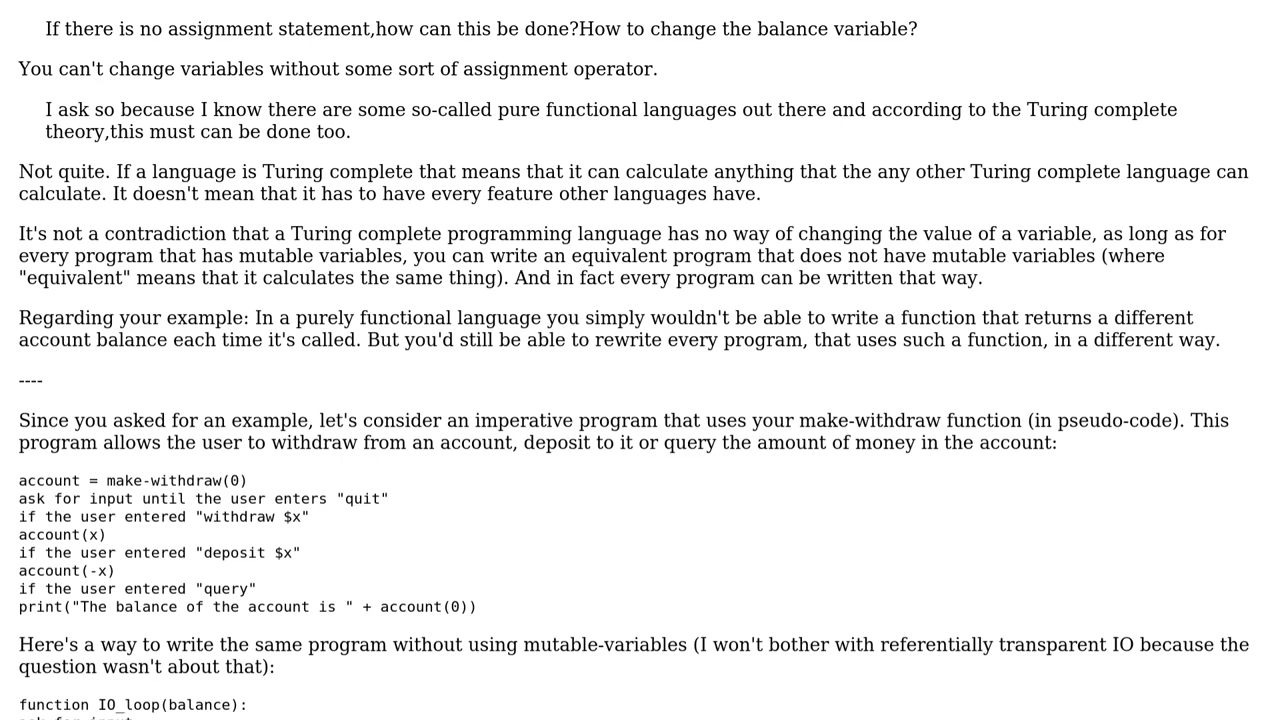 If there is no assignment statement,how can this be done?How to change the balance variable?
You can't change variables without some sort of assignment operator.
I ask so because I know there are some so-called pure functional languages out there and according to the Turing complete
theory,this must can be done too.
Not quite. If a language is Turing complete that means that it can calculate anything that the any other Turing complete language can
calculate. It doesn't mean that it has to have every feature other languages have.
It's not a contradiction that a Turing complete programming language has no way of changing the value of a variable, as long as for
every program that has mutable variables, you can write an equivalent program that does not have mutable variables (where
"equivalent" means that it calculates the same thing). And in fact every program can be written that way.
Regarding your example: In a purely functional language you simply wouldn't be able to write a function that returns a different
account balance each time it's called. But you'd still be able to rewrite every program, that uses such a function, in a different way.
----
Since you asked for an example, let's consider an imperative program that uses your make-withdraw function (in pseudo-code). This
program allows the user to withdraw from an account, deposit to it or query the amount of money in the account:
account = make-withdraw(0)
ask for input until the user enters "quit"
if the user entered "withdraw $x"
account(x)
if the user entered "deposit $x"
account(-x)
if the user entered "query"
print("The balance of the account is " + account(0))
Here's a way to write the same program without using mutable-variables (I won't bother with referentially transparent IO because the
question wasn't about that):
function IO_loop(balance):